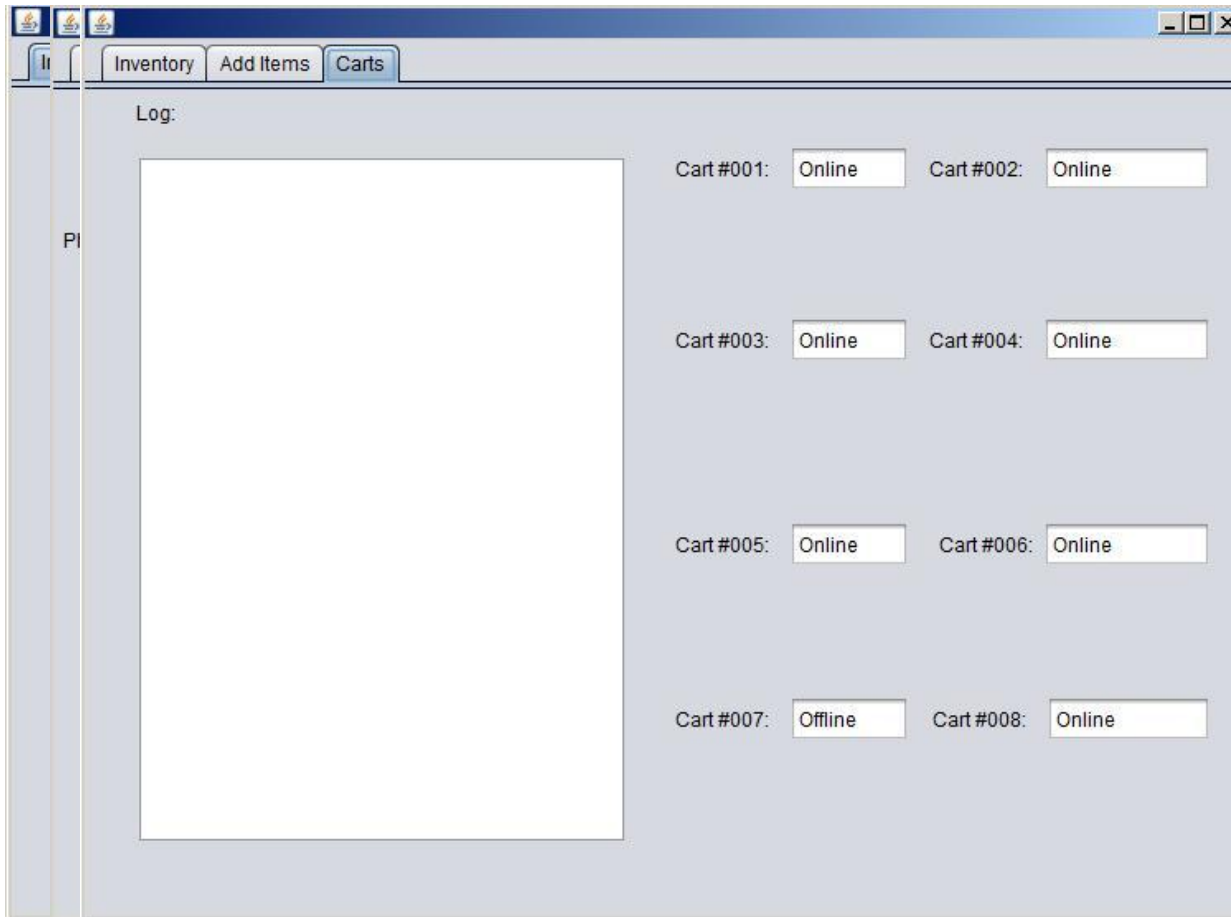 Inventory Add Items Carts
Log:
Cart #001: Online Cart #002: Online
Cart #003: Online Cart #004: Online
Cart #005: Online Cart #006: Online
Cart #007: Offline Cart #008: Online